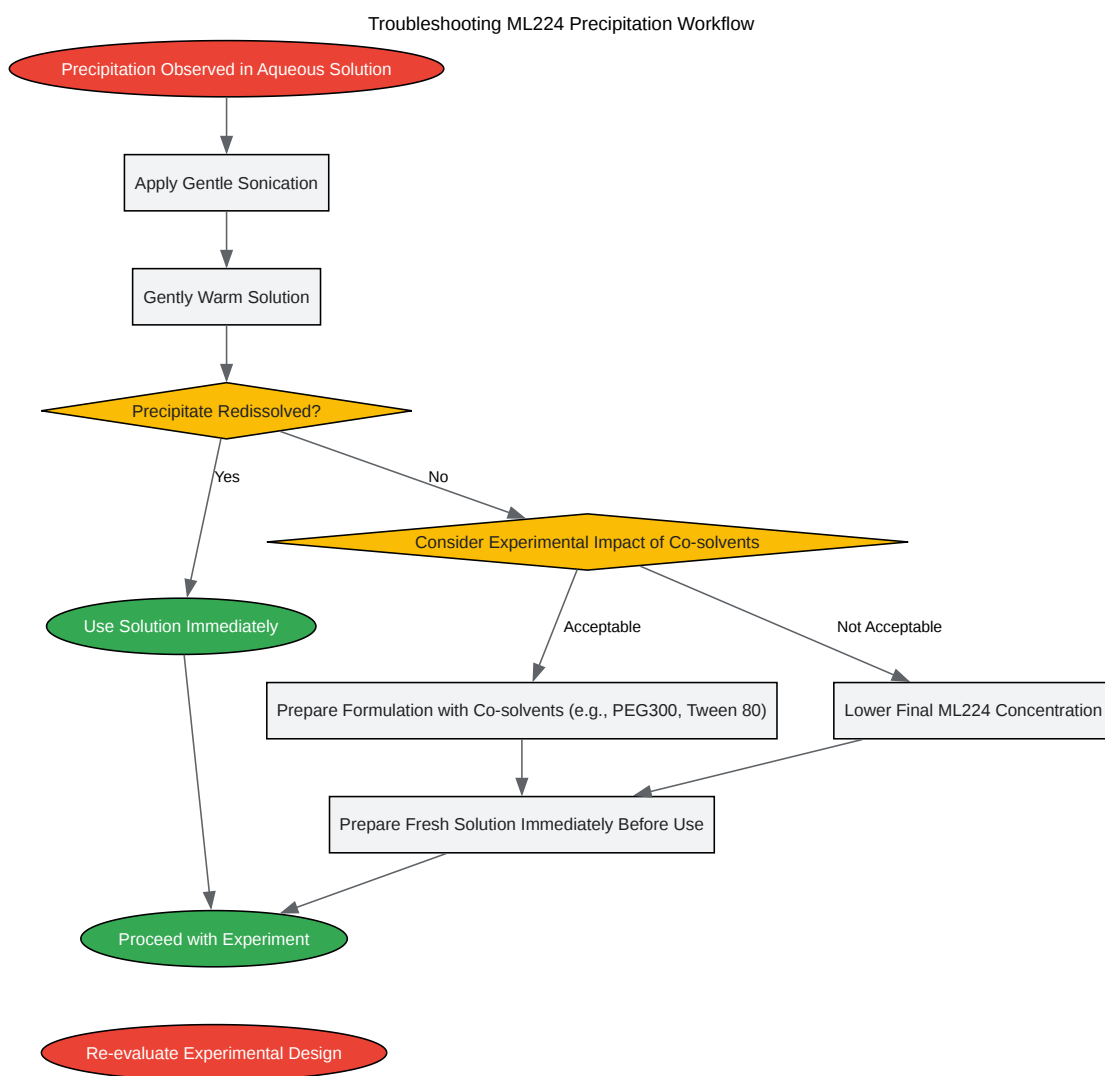 Troubleshooting ML224 Precipitation Workflow
Precipitation Observed in Aqueous Solution
Apply Gentle Sonication
Gently Warm Solution
Precipitate Redissolved?
Yes
No
Consider Experimental Impact of Co-solvents
Use Solution Immediately
Acceptable
Not Acceptable
Prepare Formulation with Co-solvents (e.g., PEG300, Tween 80)
Lower Final ML224 Concentration
Prepare Fresh Solution Immediately Before Use
Proceed with Experiment
Re-evaluate Experimental Design